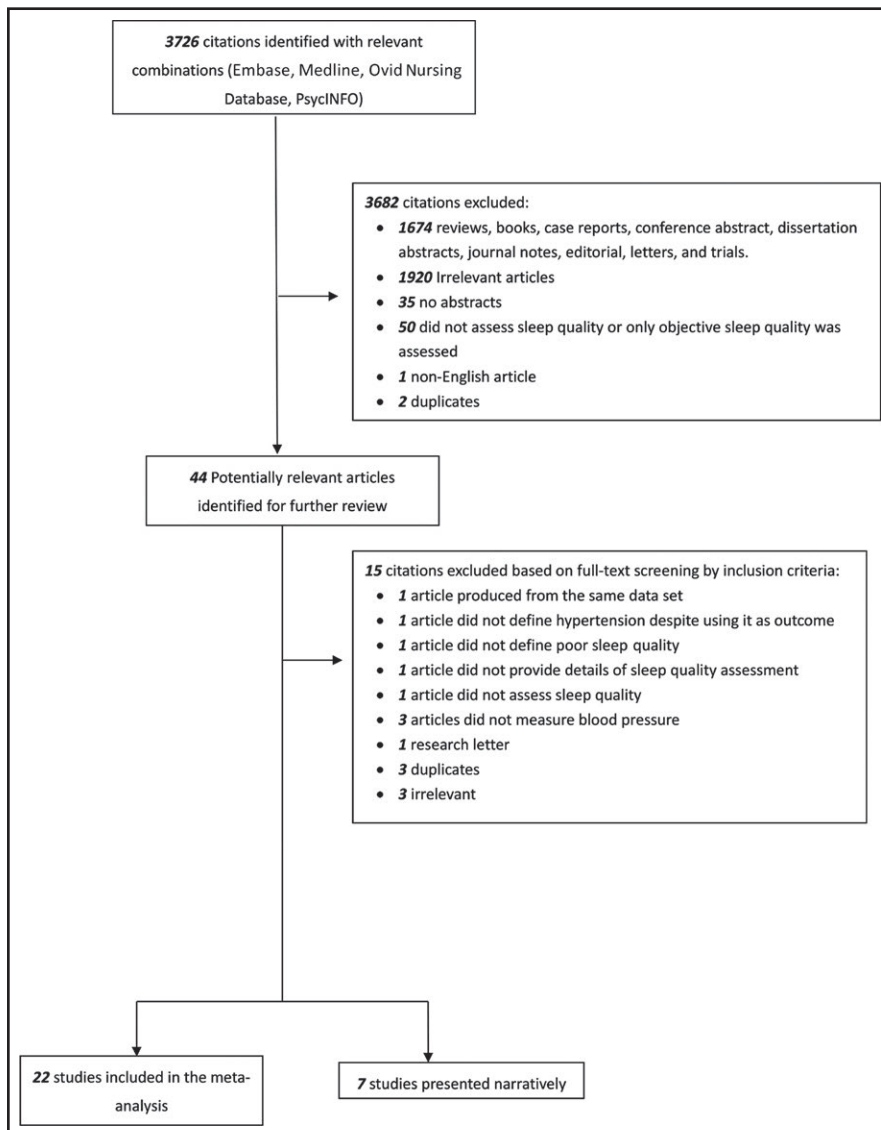 3726 citations identified with relevant
combinations (Embase, Medline, Ovid Nursing
Database, PsycINFO)
3682 citations excluded:
• 1674 reviews, books, case reports, conference abstract, dissertation
abstracts, journal notes, editorial, letters, and trials.
• 1920 Irrelevant articles
• 35 no abstracts
• 50 did not assess sleep quality or only objective sleep quality was
assessed
• 1 non-English article
• 2 duplicates
44 Potentially relevant articles
identified for further review
15 citations excluded based on full-text screening by inclusion criteria:
• 1 article produced from the same data set
• 1 article did not define hypertension despite using it as outcome
• 1 article did not define poor sleep quality
• 1 article did not provide details of sleep quality assessment
• 1 article did not assess sleep quality
• 3 articles did not measure blood pressure
• 1 research letter
• 3 duplicates
• 3 irrelevant
22 studies included in the meta-
analysis
7 studies presented narratively